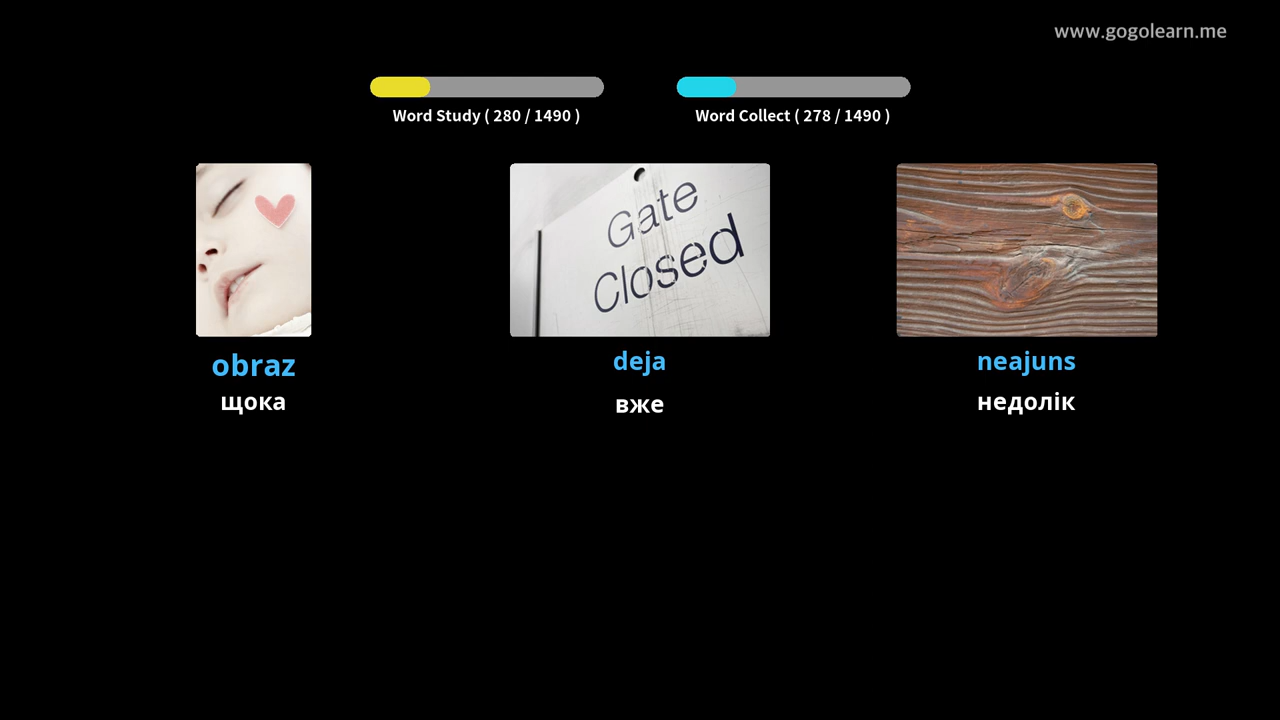 www.gogolearn.me
Word Study ( 280 / 1490 )
Word Collect ( 278 / 1490 )
Gate
Closed
obraz
deja
neajuns
щока
вже
недолік